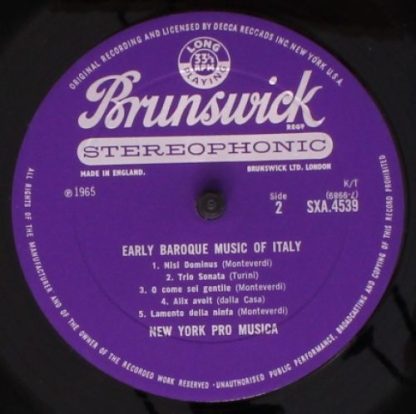 ORIGINAL RECORDING AND LICENSED BY DECCA RECORDS INC NEW YORK, U.S.A.
LONG
33⅓
RPM
PLAYING
Brunswick
REGD
STEREOPHONIC
MADE IN ENGLAND.
BRUNSWICK LTD. LONDON
℗ 1965
K/T
Side
2
(6866-Z)
SXA.4539
EARLY BAROQUE MUSIC OF ITALY
1. Nisi Dominus (Monteverdi)
2. Trio Sonata (Turini)
3. O come sei gentile (Monteverdi)
4. Alix avoit (dalla Casa)
5. Lamento della ninfa (Monteverdi)
NEW YORK PRO MUSICA
ALL RIGHTS OF THE MANUFACTURER AND OF THE OWNER OF THE RECORDED WORK RESERVED · UNAUTHORISED PUBLIC PERFORMANCE, BROADCASTING AND COPYING OF THIS RECORD PROHIBITED